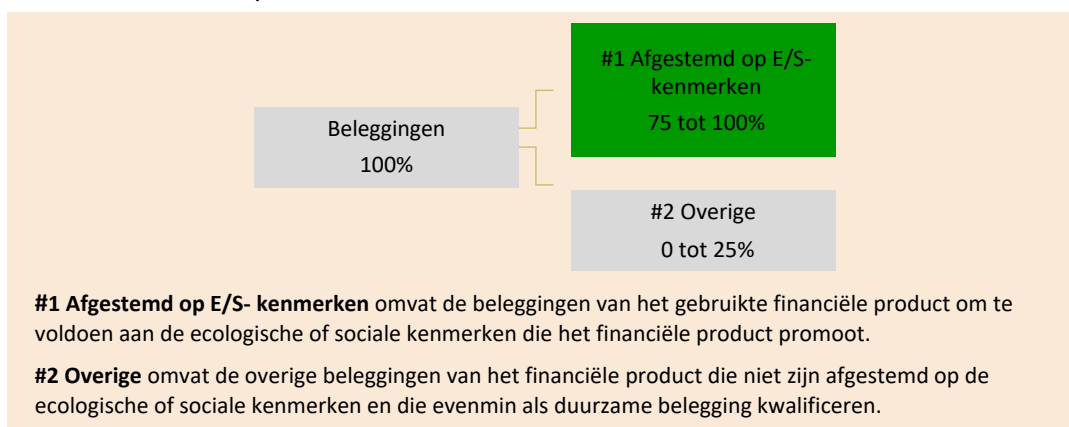 #1 Afgestemd op E/S-
kenmerken
75 tot 100%
Beleggingen
100%
#2 Overige
0 tot 25%
#1 Afgestemd op E/S- kenmerken omvat de beleggingen van het gebruikte financiële product om te
voldoen aan de ecologische of sociale kenmerken die het financiële product promoot.
#2 Overige omvat de overige beleggingen van het financiële product die niet zijn afgestemd op de
ecologische of sociale kenmerken en die evenmin als duurzame belegging kwalificeren.